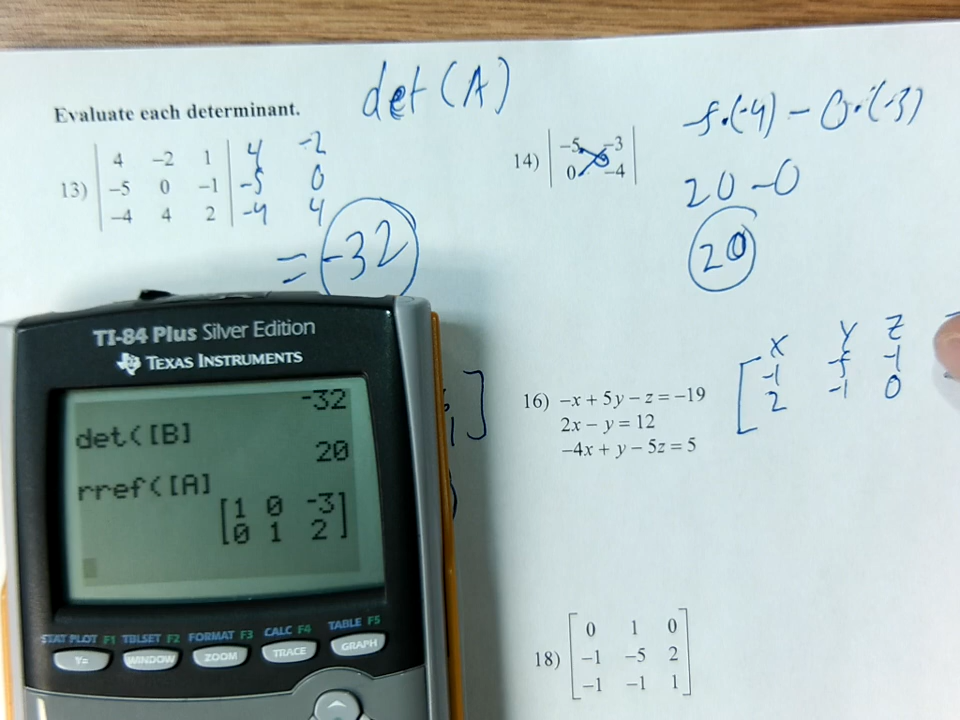 det(A)
Evaluate each determinant.
13) | 4 -2 1 | 4 -2
-5 0 -1 | -5 0
-4 4 2 | -4 4
= -32
14) | -5 -3 |
0 -4
-5·(-4) - 0·(-3)
20 - 0
20
TI-84 Plus Silver Edition
TEXAS INSTRUMENTS
-32
det([B]
20
rref([A]
[1 0 -3]
[0 1 2]
STAT PLOT F1 TBLSET F2 FORMAT F3 CALC F4 TABLE F5
Y= WINDOW ZOOM TRACE GRAPH
16) -x + 5y - z = -19
2x - y = 12
-4x + y - 5z = 5
x y z
2 -1 0
18) [ 0 1 0 ]
-1 -5 2
-1 -1 1